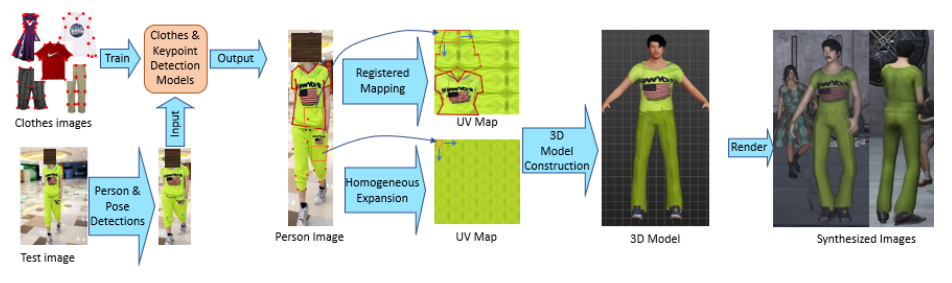 Clothes images
Train
Clothes &
Keypoint
Detection
Models
Output
Input
Test image
Person &
Pose
Detections
Person Image
Registered
Mapping
UV Map
Homogeneous
Expansion
UV Map
3D
Model
Construction
3D Model
Render
Synthesized Images